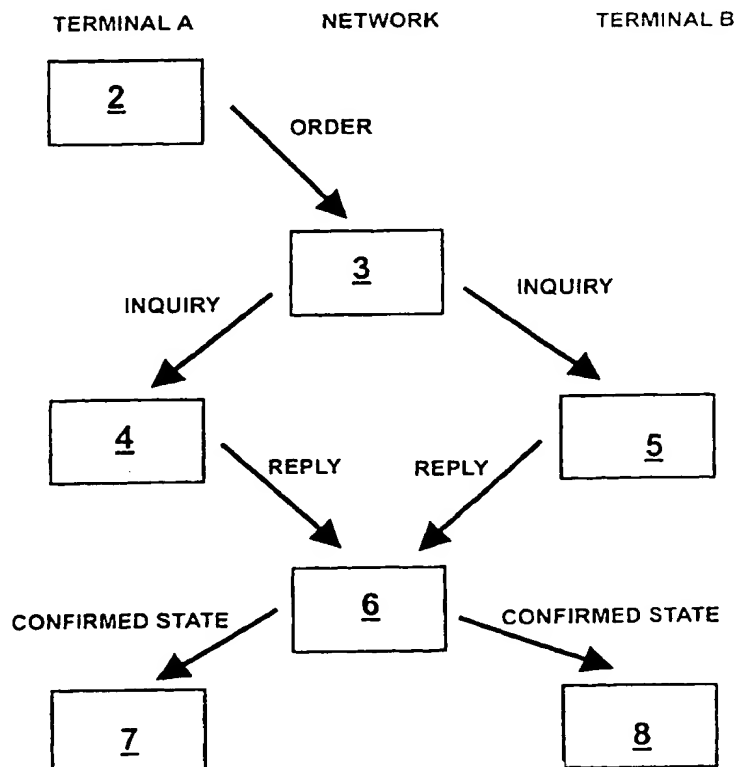 TERMINAL A NETWORK TERMINAL B
2
ORDER
3
INQUIRY INQUIRY
4 5
REPLY REPLY
6
CONFIRMED STATE CONFIRMED STATE
7 8